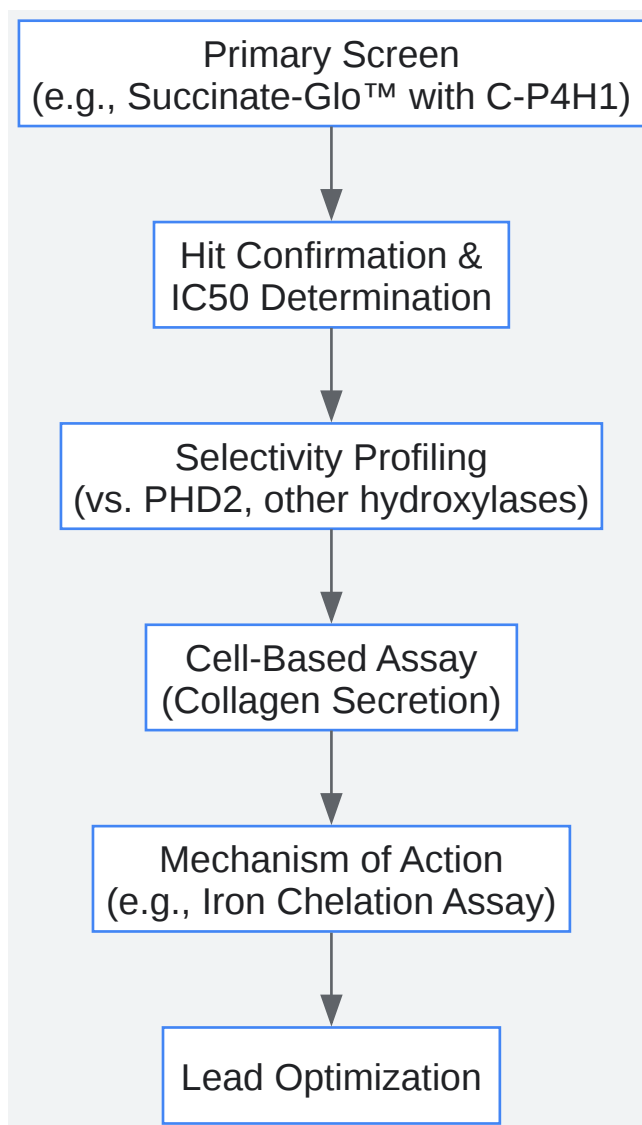 Primary Screen
(e.g., Succinate-Glo™ with C-P4H1)
Hit Confirmation &
IC50 Determination
Selectivity Profiling
(vs. PHD2, other hydroxylases)
Cell-Based Assay
(Collagen Secretion)
Mechanism of Action
(e.g., Iron Chelation Assay)
Lead Optimization